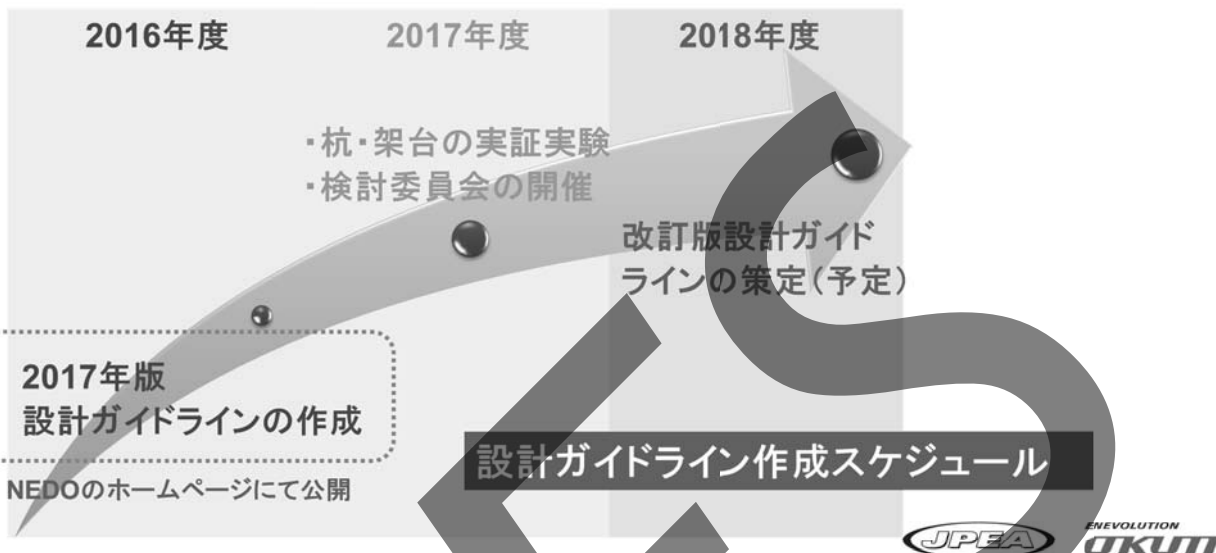 2016年度
2017年度
2018年度
・杭・架台の実証実験
・検討委員会の開催
改訂版設計ガイド
ラインの策定(予定)
2017年版
設計ガイドラインの作成
NEDOのホームページにて公開
設計ガイドライン作成スケジュール
JPEA
ENEVOLUTION